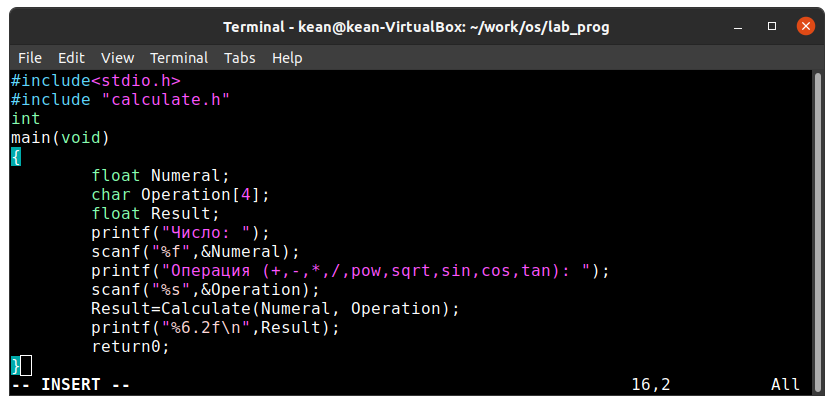 Terminal - kean@kean-VirtualBox: ~/work/os/lab_prog
File Edit View Terminal Tabs Help
#include<stdio.h>
#include "calculate.h"
int
main(void)
{
        float Numeral;
        char Operation[4];
        float Result;
        printf("Число: ");
        scanf("%f",&Numeral);
        printf("Операция (+,-,*,/,pow,sqrt,sin,cos,tan): ");
        scanf("%s",&Operation);
        Result=Calculate(Numeral, Operation);
        printf("%6.2f\n",Result);
        return0;
}
-- INSERT -- 16,2 All